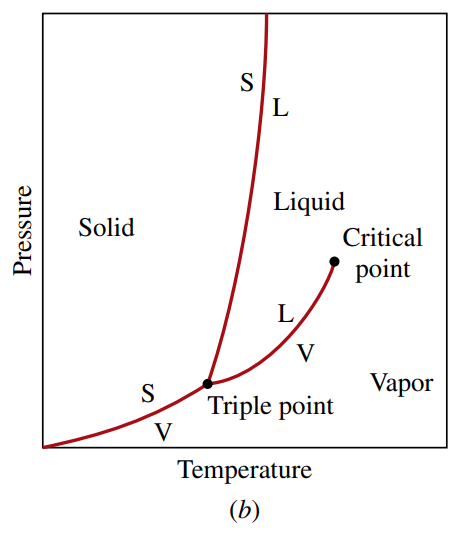 S
L
Liquid
Solid
Critical
point
L
V
Vapor
S
Triple point
V
Pressure
Temperature
(b)